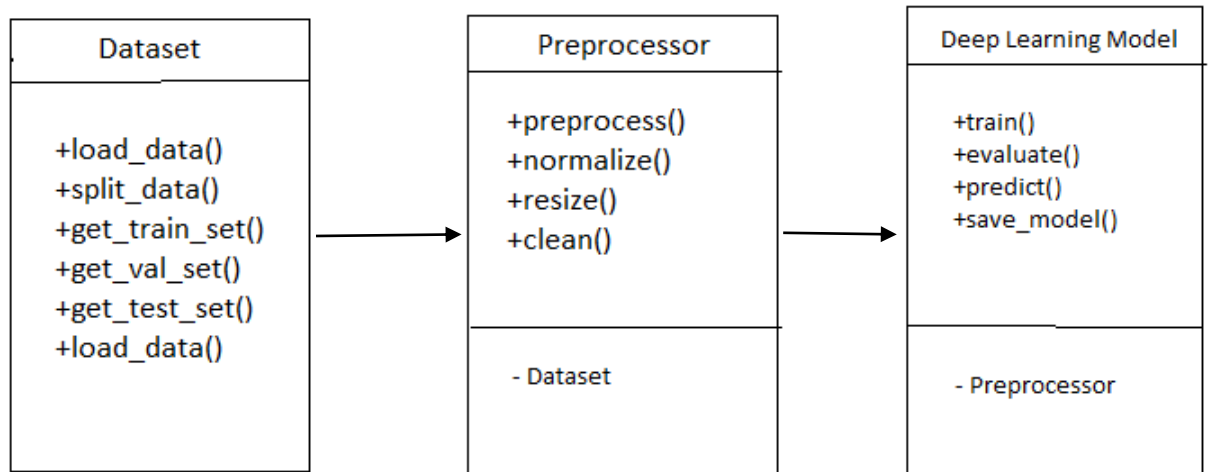 Dataset
+load_data()
+split_data()
+get_train_set()
+get_val_set()
+get_test_set()
+load_data()
Preprocessor
+preprocess()
+normalize()
+resize()
+clean()
- Dataset
Deep Learning Model
+train()
+evaluate()
+predict()
+save_model()
- Preprocessor